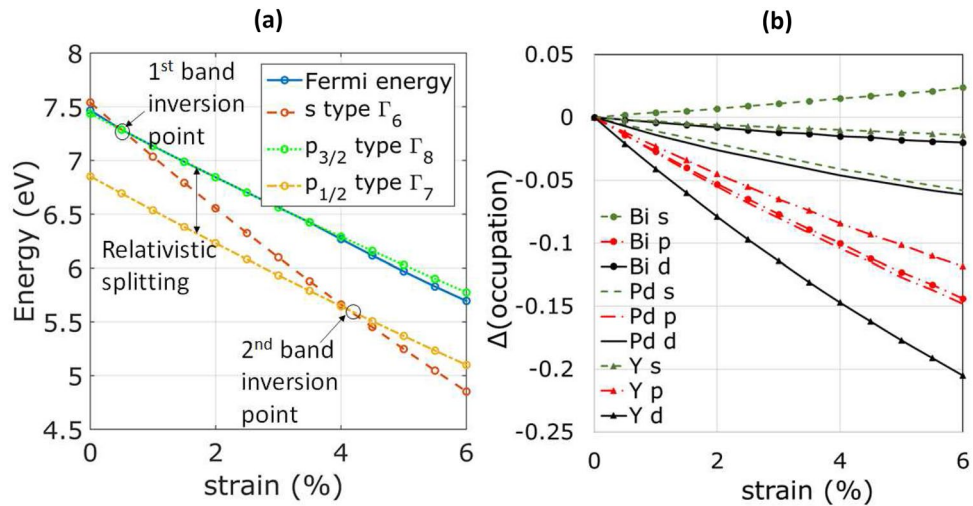 (a)
Energy (eV)
7.5
7
6.5
6
5.5
5
4.5
0
2
4
6
strain (%)
1st band
inversion
point
Fermi energy
s type Γ6
p3/2 type Γ8
p1/2 type Γ7
Relativistic
splitting
2nd band
inversion
point
(b)
Δ(occupation)
0.05
0
-0.05
-0.1
-0.15
-0.2
-0.25
0
2
4
6
strain (%)
Bi s
Bi p
Bi d
Pd s
Pd p
Pd d
Y s
Y p
Y d